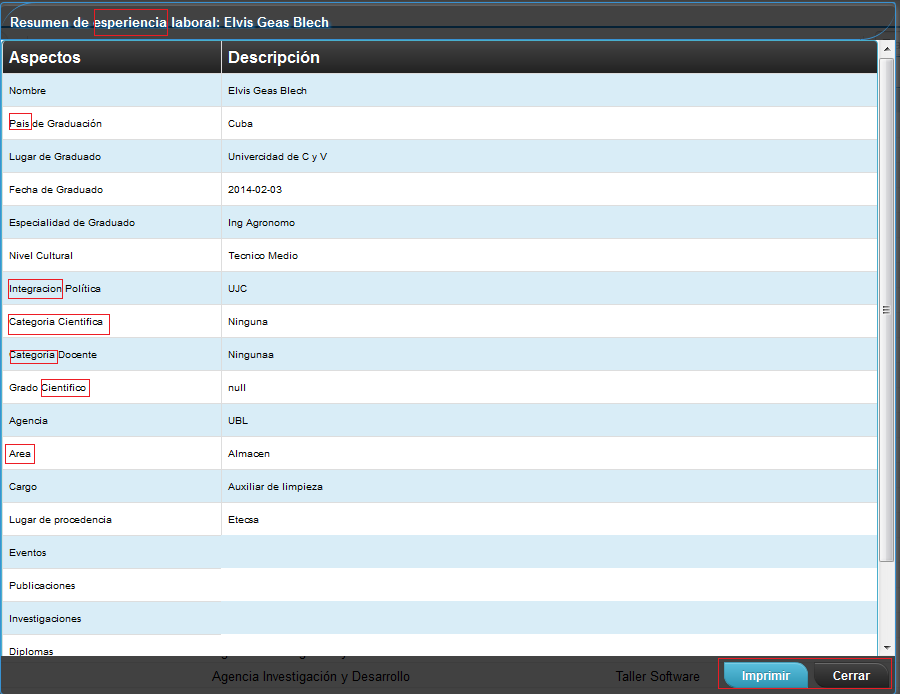 Resumen de esperiencia laboral: Elvis Geas Blech
Aspectos Descripción
Nombre Elvis Geas Blech
Pais de Graduación Cuba
Lugar de Graduado Univercidad de C y V
Fecha de Graduado 2014-02-03
Especialidad de Graduado Ing Agronomo
Nivel Cultural Tecnico Medio
Integracion Política UJC
Categoria Cientifica Ninguna
Categoria Docente Ningunaa
Grado Cientifico null
Agencia UBL
Area Almacen
Cargo Auxiliar de limpieza
Lugar de procedencia Etecsa
Eventos
Publicaciones
Investigaciones
Diplomas
Agencia Investigación y Desarrollo Taller Software Imprimir Cerrar